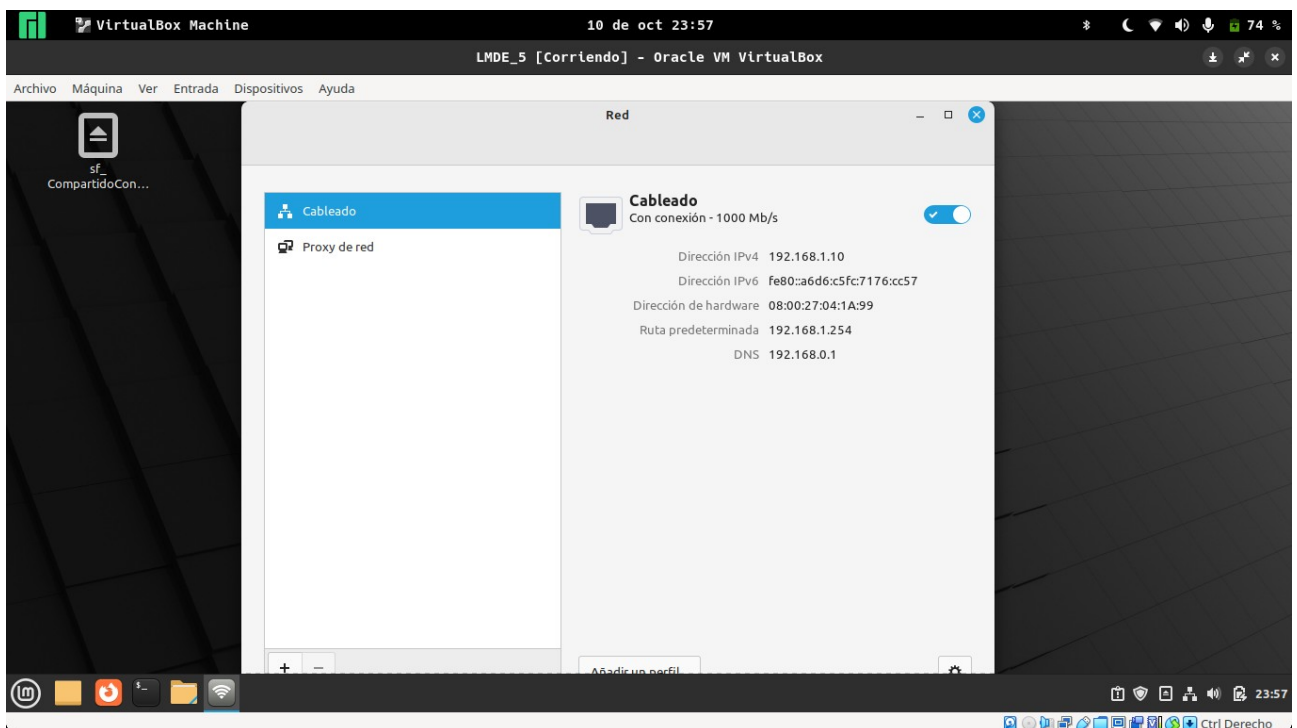 VirtualBox Machine
10 de oct 23:57
74 %
LMDE_5 [Corriendo] - Oracle VM VirtualBox
Archivo Máquina Ver Entrada Dispositivos Ayuda
Red
sf_
CompartidoCon...
Cableado
Proxy de red
Cableado
Con conexión - 1000 Mb/s
Dirección IPv4 192.168.1.10
Dirección IPv6 fe80::a6d6:c5fc:7176:cc57
Dirección de hardware 08:00:27:04:1A:99
Ruta predeterminada 192.168.1.254
DNS 192.168.0.1
+ −
Añadir un perfil...
23:57
Ctrl Derecho